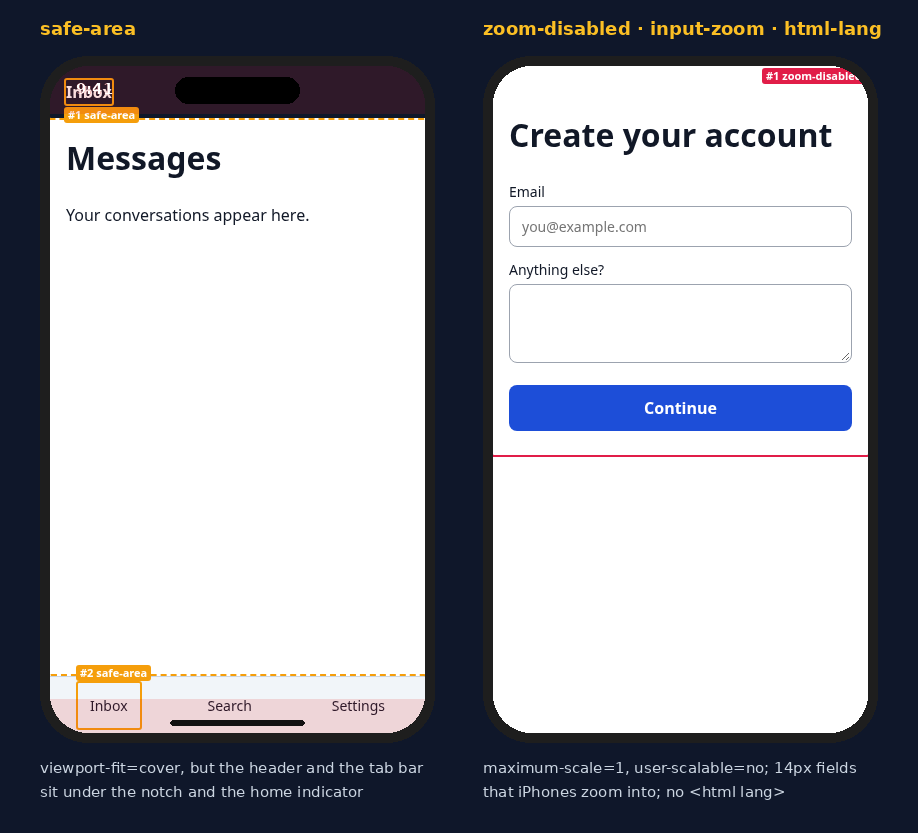 safe-area
Inbox
9:41
#1 safe-area
Messages
Your conversations appear here.
#2 safe-area
Inbox Search Settings
viewport-fit=cover, but the header and the tab bar
sit under the notch and the home indicator
zoom-disabled · input-zoom · html-lang
#1 zoom-disabled
Create your account
Email
you@example.com
Anything else?
Continue
maximum-scale=1, user-scalable=no; 14px fields
that iPhones zoom into; no <html lang>